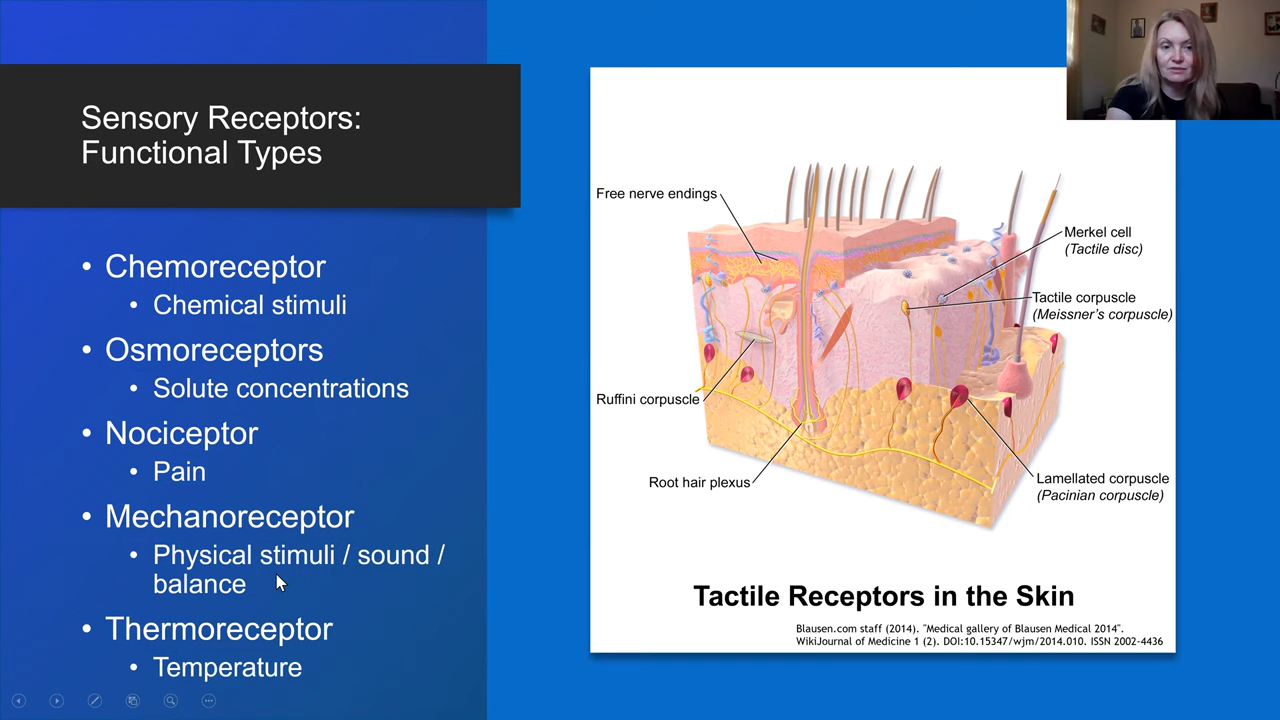 Sensory Receptors:
Functional Types
• Chemoreceptor
• Chemical stimuli
• Osmoreceptors
• Solute concentrations
• Nociceptor
• Pain
• Mechanoreceptor
• Physical stimuli / sound /
balance
• Thermoreceptor
• Temperature
Free nerve endings
Merkel cell
(Tactile disc)
Tactile corpuscle
(Meissner's corpuscle)
Ruffini corpuscle
Root hair plexus
Lamellated corpuscle
(Pacinian corpuscle)
Tactile Receptors in the Skin
Blausen.com staff (2014). "Medical gallery of Blausen Medical 2014".
WikiJournal of Medicine 1 (2). DOI:10.15347/wjm/2014.010. ISSN 2002-4436